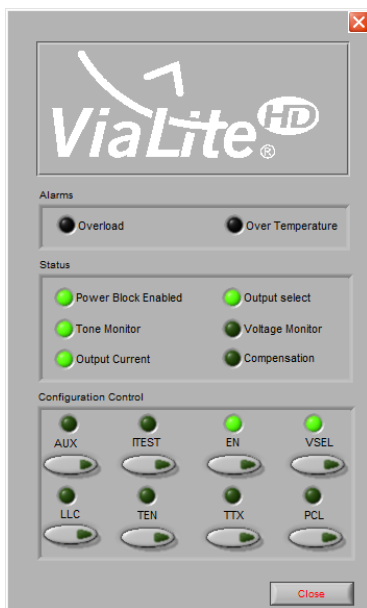 ViaLite HD ®
Alarms
Overload Over Temperature
Status
Power Block Enabled Output select
Tone Monitor Voltage Monitor
Output Current Compensation
Configuration Control
AUX ITEST EN VSEL
LLC TEN TTX PCL
Close